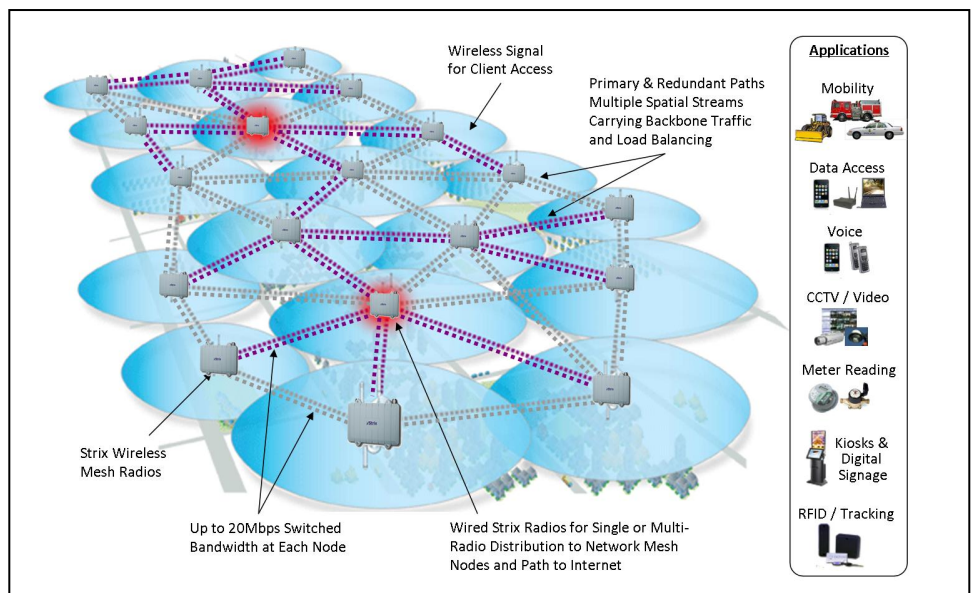 Wireless Signal
for Client Access
Primary & Redundant Paths
Multiple Spatial Streams
Carrying Backbone Traffic
and Load Balancing
Strix Wireless
Mesh Radios
Up to 20Mbps Switched
Bandwidth at Each Node
Wired Strix Radios for Single or Multi-
Radio Distribution to Network Mesh
Nodes and Path to Internet
Applications
Mobility
Data Access
Voice
CCTV / Video
Meter Reading
Kiosks &
Digital
Signage
RFID / Tracking